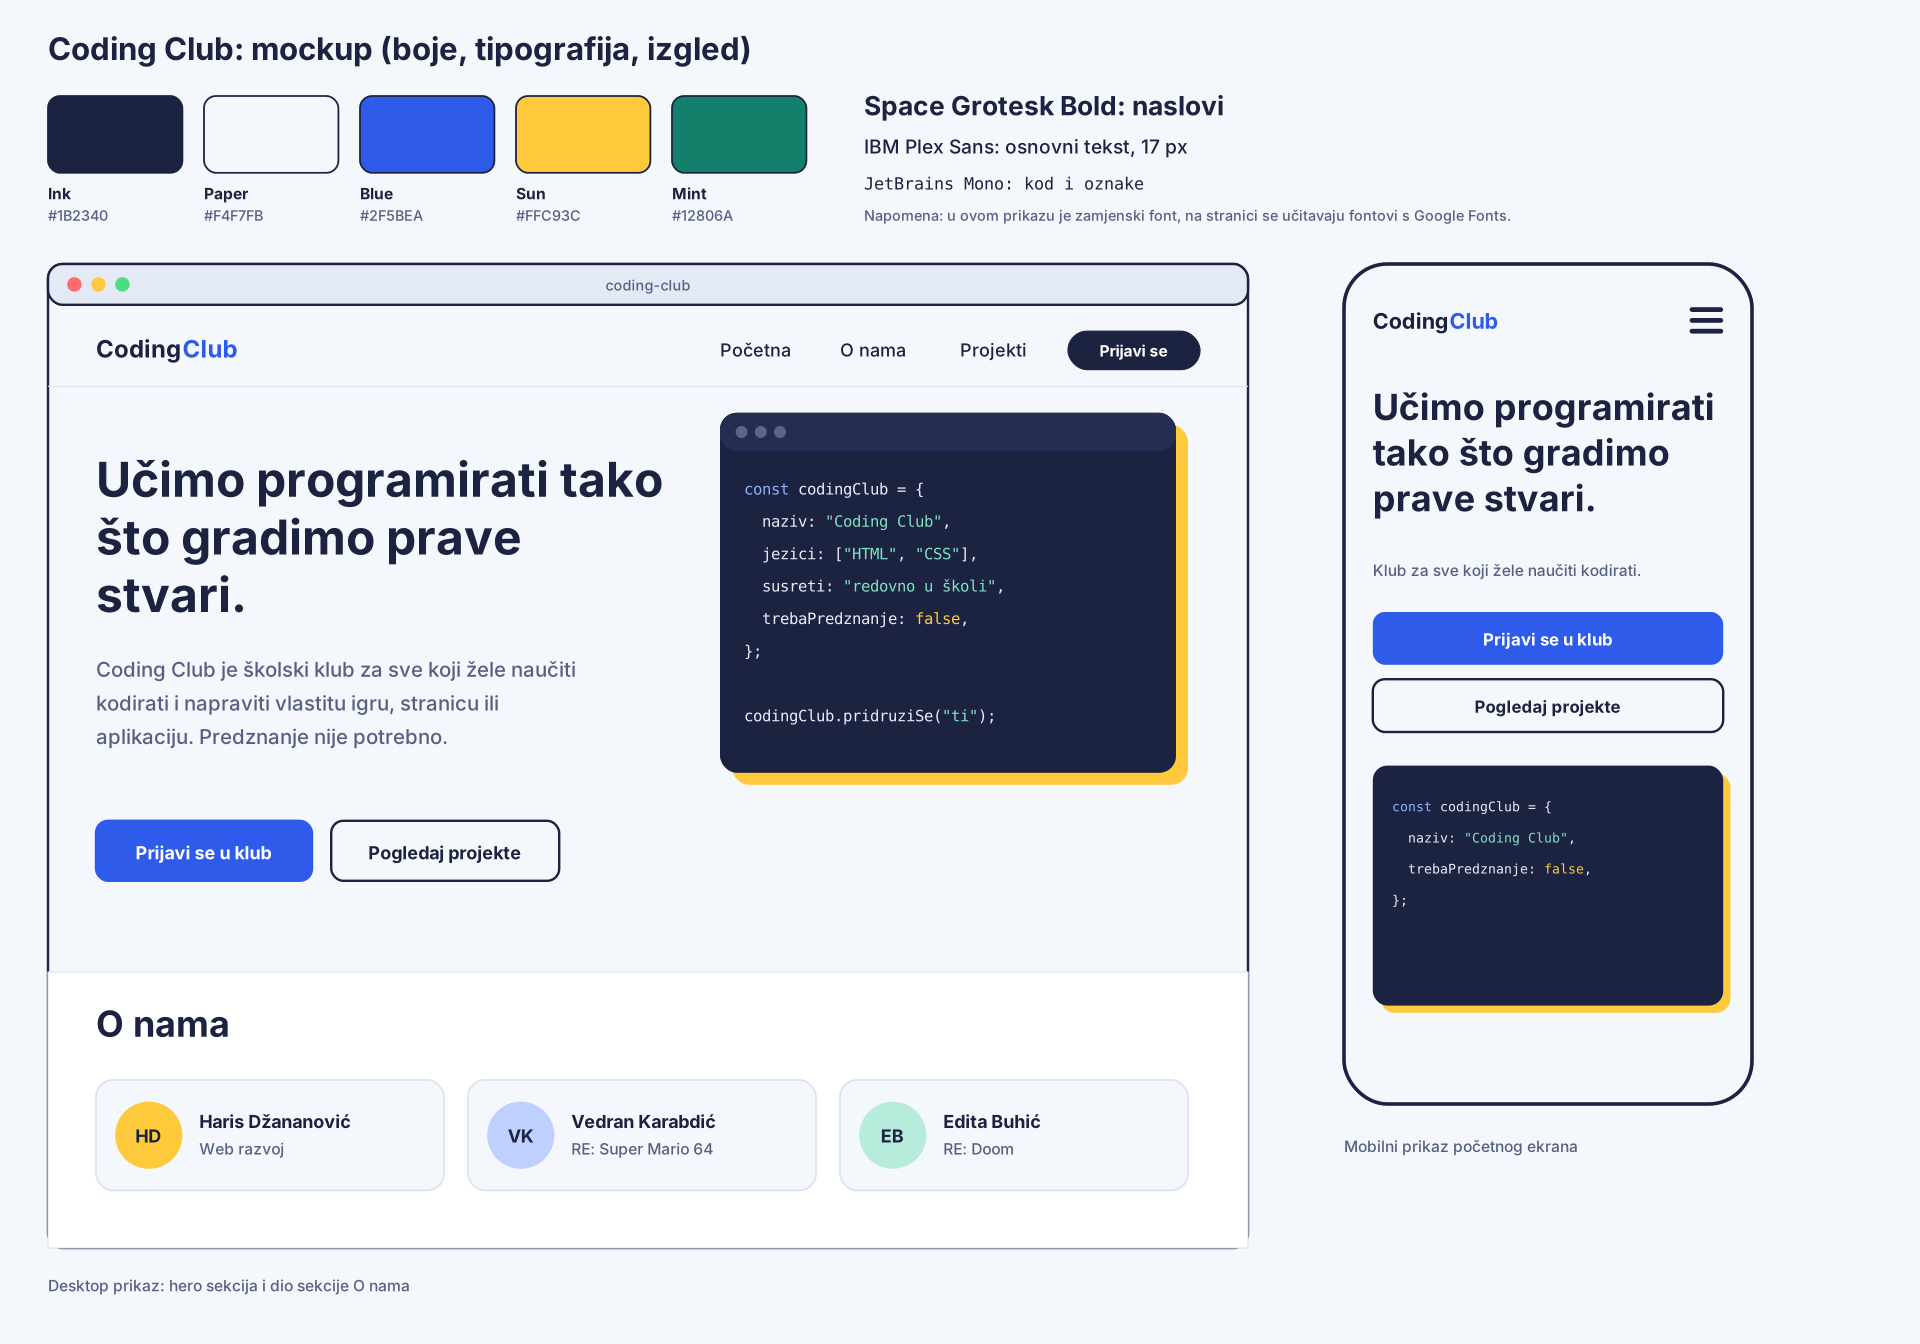 Coding Club: mockup (boje, tipografija, izgled)
Ink
#1B2340
Paper
#F4F7FB
Blue
#2F5BEA
Sun
#FFC93C
Mint
#12806A
Space Grotesk Bold: naslovi
IBM Plex Sans: osnovni tekst, 17 px
JetBrains Mono: kod i oznake
Napomena: u ovom prikazu je zamjenski font, na stranici se učitavaju fontovi s Google Fonts.
coding-club
CodingClub
Početna
O nama
Projekti
Prijavi se
Učimo programirati tako
što gradimo prave
stvari.
Coding Club je školski klub za sve koji žele naučiti
kodirati i napraviti vlastitu igru, stranicu ili
aplikaciju. Predznanje nije potrebno.
Prijavi se u klub
Pogledaj projekte
const codingClub = {
  naziv: "Coding Club",
  jezici: ["HTML", "CSS"],
  susreti: "redovno u školi",
  trebaPredznanje: false,
};
codingClub.pridruziSe("ti");
O nama
HD
Haris Džananović
Web razvoj
VK
Vedran Karabdić
RE: Super Mario 64
EB
Edita Buhić
RE: Doom
Desktop prikaz: hero sekcija i dio sekcije O nama
CodingClub
Učimo programirati
tako što gradimo
prave stvari.
Klub za sve koji žele naučiti kodirati.
Prijavi se u klub
Pogledaj projekte
const codingClub = {
  naziv: "Coding Club",
  trebaPredznanje: false,
};
Mobilni prikaz početnog ekrana